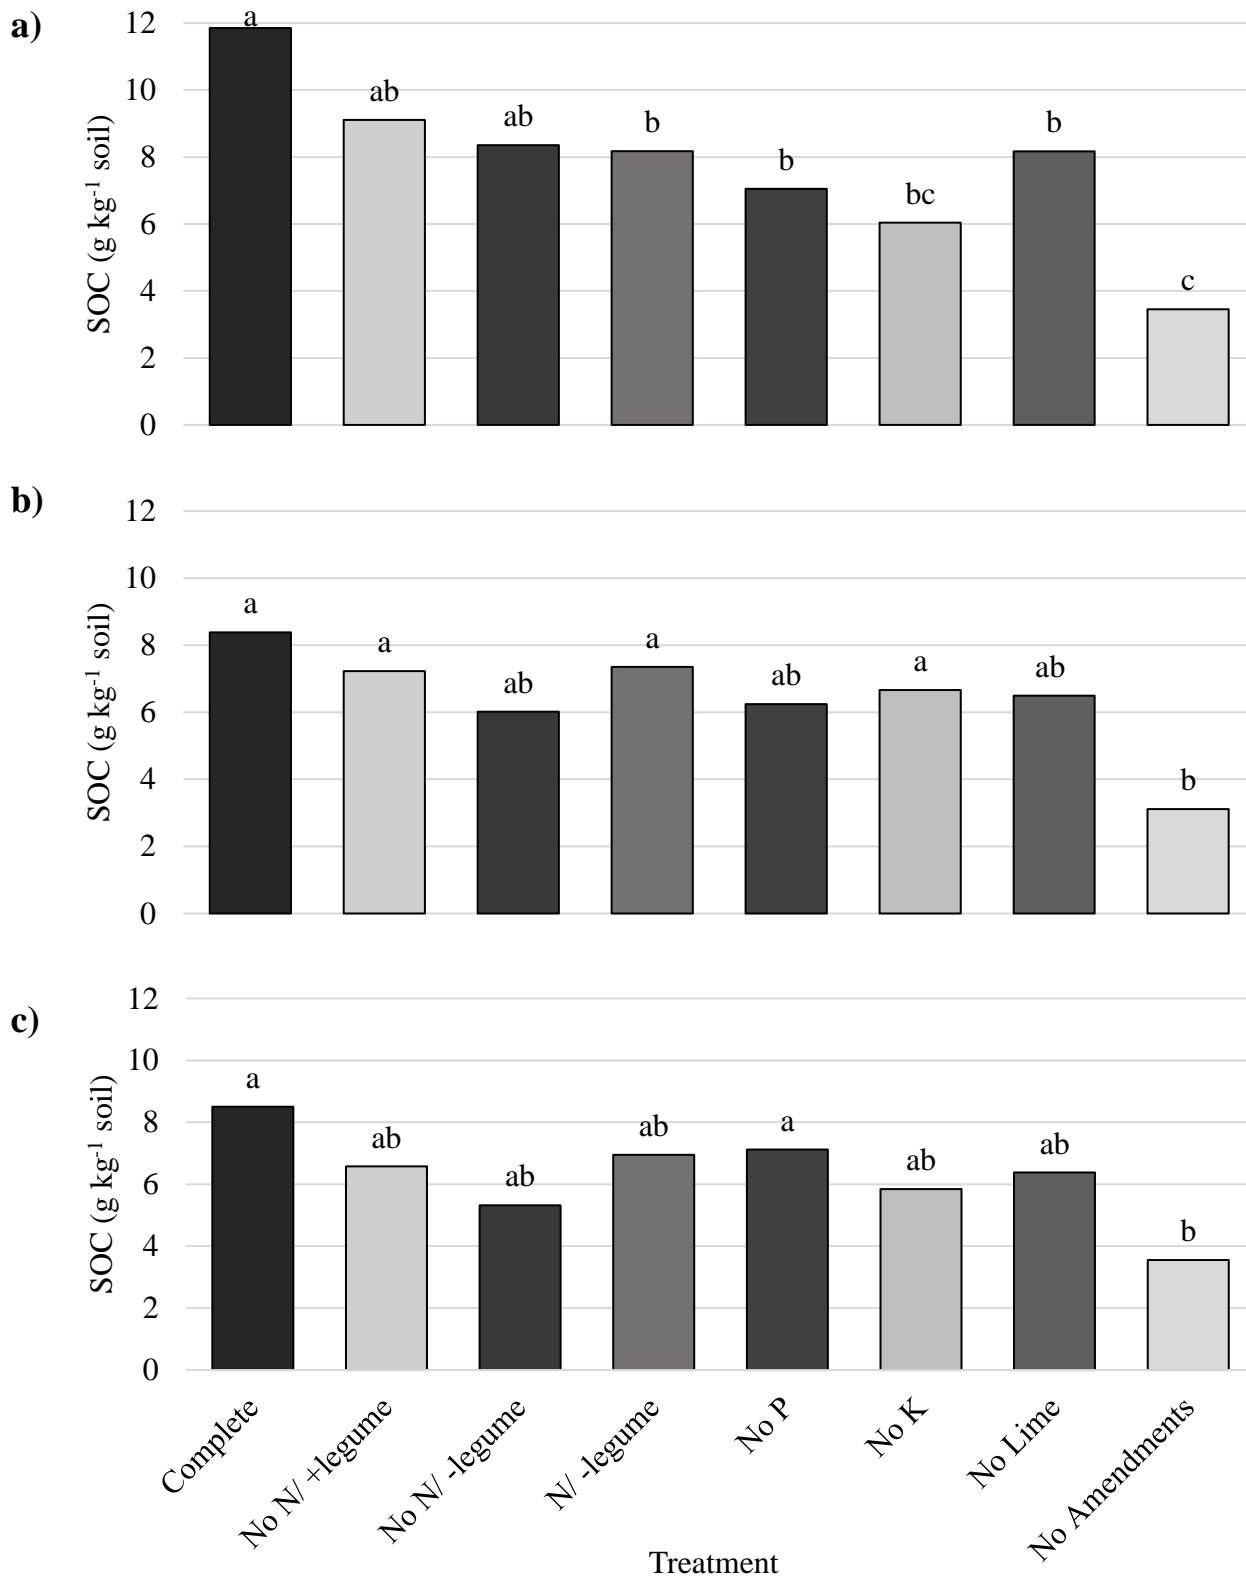 a)
SOC (g kg-1 soil)
12
10
8
6
4
2
0
a
ab
ab
b
b
bc
b
c
b)
SOC (g kg-1 soil)
12
10
8
6
4
2
0
a
a
ab
a
ab
a
ab
b
c)
SOC (g kg-1 soil)
12
10
8
6
4
2
0
a
ab
ab
ab
a
ab
ab
b
Complete
No N/ +legume
No N/ -legume
N/ -legume
No P
No K
No Lime
No Amendments
Treatment